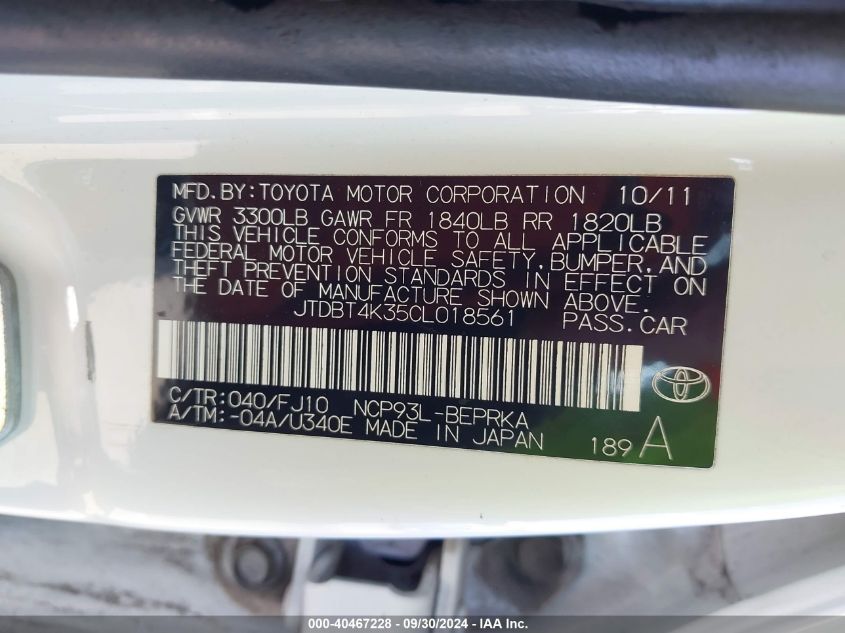 MFD.BY:TOYOTA MOTOR CORPORATION 10/11
GVWR 3300LB GAWR FR 1840LB RR 1820LB
THIS VEHICLE CONFORMS TO ALL APPLICABLE
FEDERAL MOTOR VEHICLE SAFETY, BUMPER, AND
THEFT PREVENTION STANDARDS IN EFFECT ON
THE DATE OF MANUFACTURE SHOWN ABOVE.
JTDBT4K35CL018561 PASS.CAR
C/TR:040/FJ10 NCP93L-BEPRKA
A/TM:-04A/U340E MADE IN JAPAN 189 A
000-40467228 - 09/30/2024 - IAA Inc.